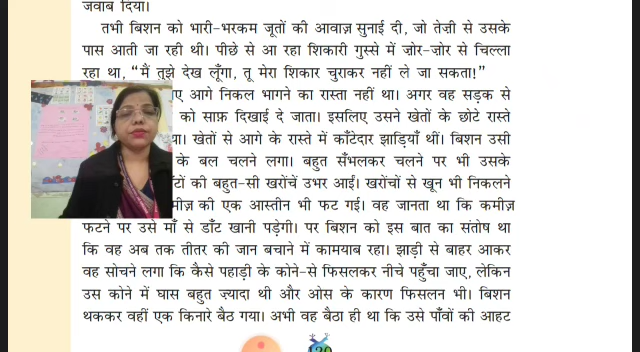 जवाब दिया।
तभी बिशन को भारी-भरकम जूतों की आवाज़ सुनाई दी, जो तेज़ी से उसके
पास आती जा रही थी। पीछे से आ रहा शिकारी गुस्से में ज़ोर-ज़ोर से चिल्ला
रहा था, “मैं तुझे देख लूँगा, तू मेरा शिकार चुराकर नहीं ले जा सकता!”
ए आगे निकल भागने का रास्ता नहीं था। अगर वह सड़क से
को साफ़ दिखाई दे जाता। इसलिए उसने खेतों के छोटे रास्ते
या। खेतों से आगे के रास्ते में काँटेदार झाड़ियाँ थीं। बिशन उसी
के बल चलने लगा। बहुत सँभलकर चलने पर भी उसके
टों की बहुत-सी खरोंचें उभर आईं। खरोंचों से खून भी निकलने
मीज़ की एक आस्तीन भी फट गई। वह जानता था कि कमीज़
फटने पर उसे माँ से डाँट खानी पड़ेगी। पर बिशन को इस बात का संतोष था
कि वह अब तक तीतर की जान बचाने में कामयाब रहा। झाड़ी से बाहर आकर
वह सोचने लगा कि कैसे पहाड़ी के कोने-से फिसलकर नीचे पहुँचा जाए, लेकिन
उस कोने में घास बहुत ज़्यादा थी और ओस के कारण फिसलन भी। बिशन
थककर वहीं एक किनारे बैठ गया। अभी वह बैठा ही था कि उसे पाँवों की आहट